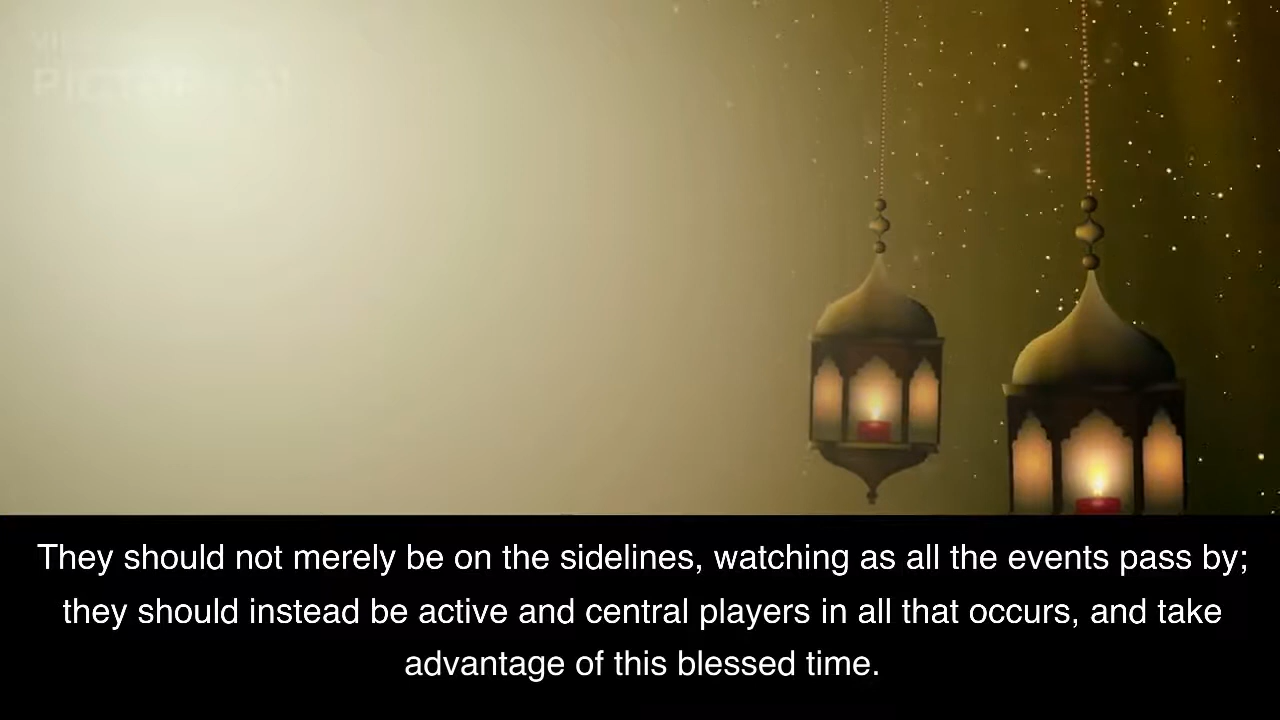 They should not merely be on the sidelines, watching as all the events pass by;
they should instead be active and central players in all that occurs, and take
advantage of this blessed time.